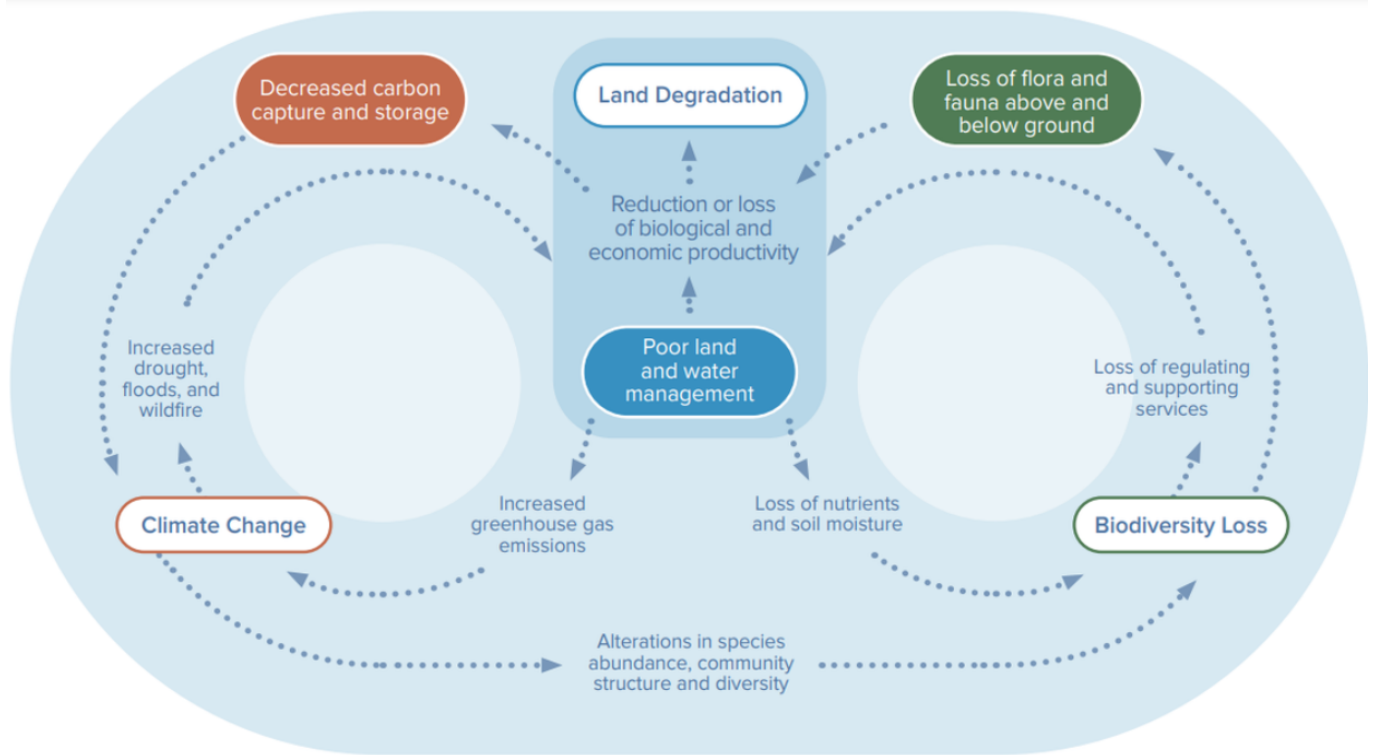 Decreased carbon
capture and storage
Land Degradation
Loss of flora and
fauna above and
below ground
Reduction or loss
of biological and
economic productivity
Increased
drought,
floods, and
wildfire
Poor land
and water
management
Loss of regulating
and supporting
services
Climate Change
Increased
greenhouse gas
emissions
Loss of nutrients
and soil moisture
Biodiversity Loss
Alterations in species
abundance, community
structure and diversity